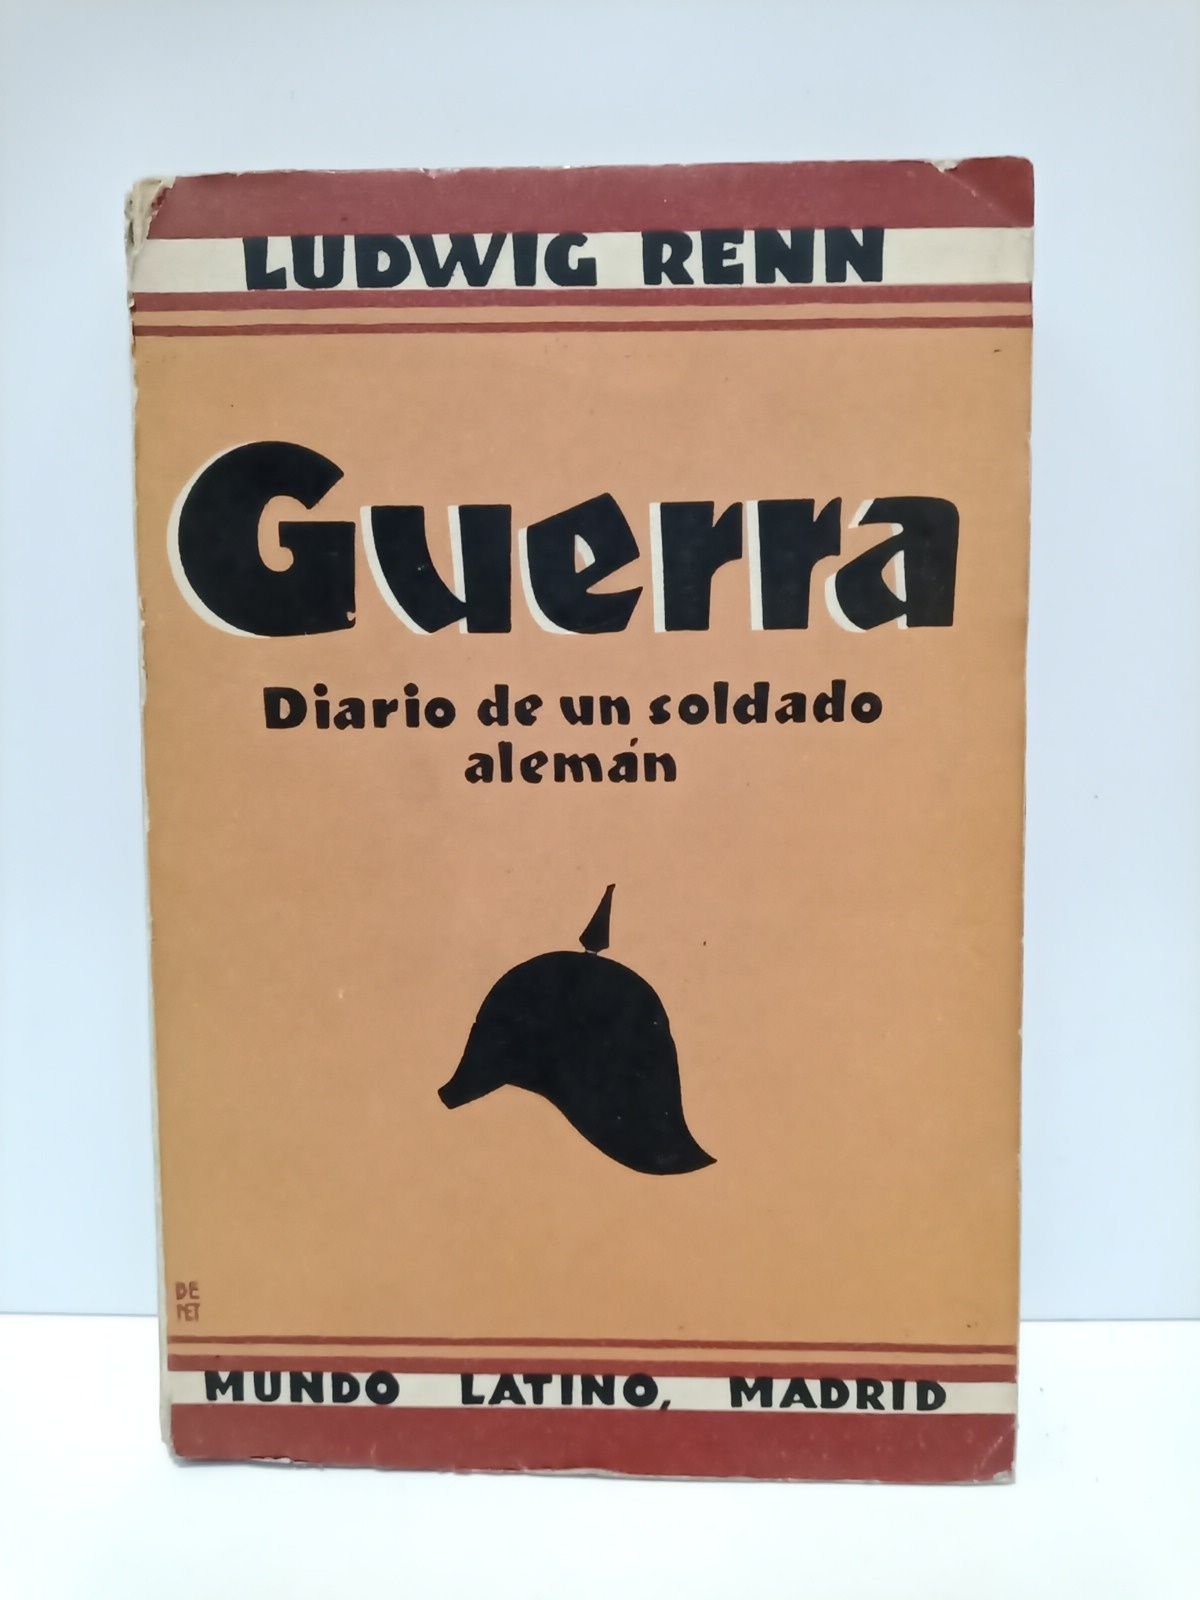 LUDWIG RENN
Guerra
Diario de un soldado
alemán
MUNDO LATINO, MADRID